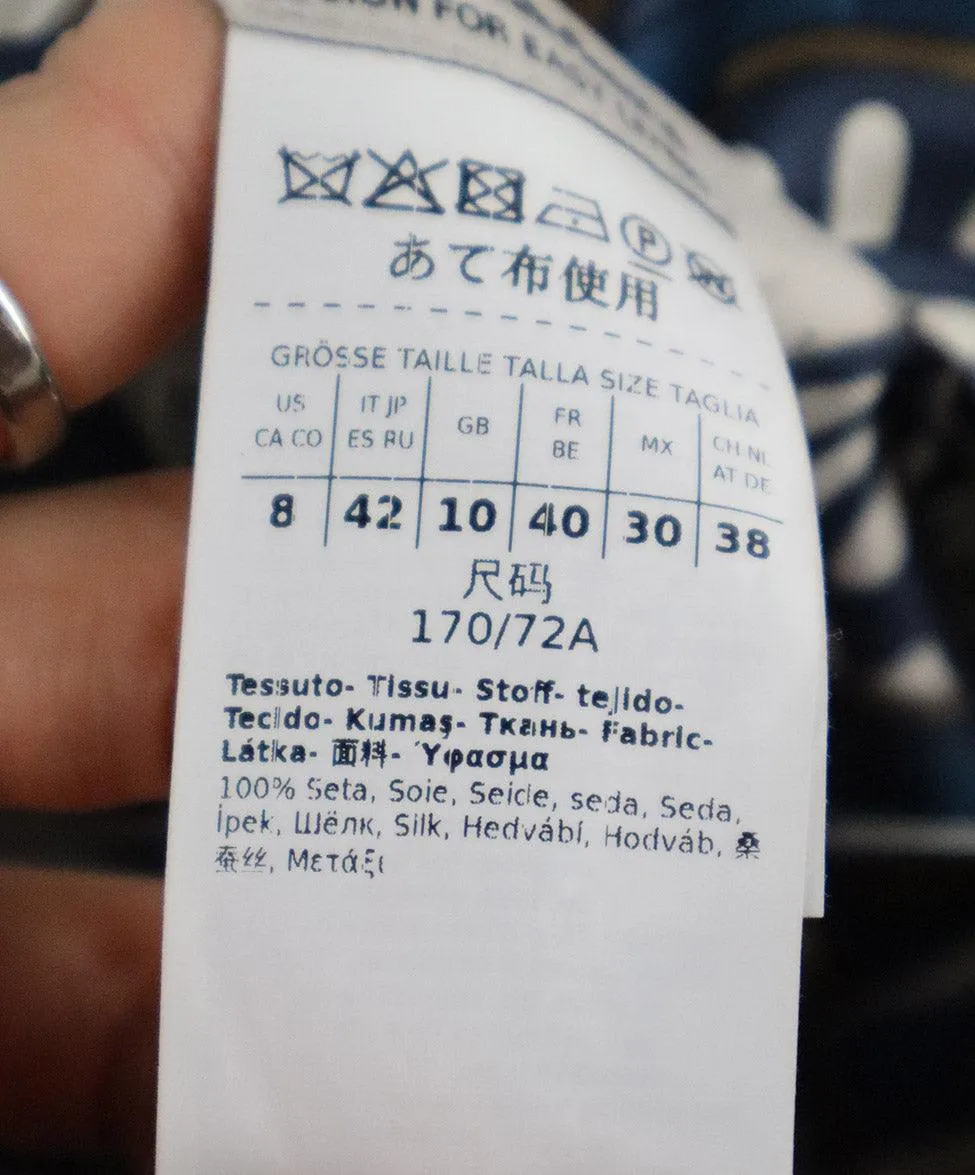 FOR
あて布使用
GRÖSSE TAILLE TALLA SIZE TAGLIA
US CA CO
IT JP ES RU
GB
FR BE
MX
CH NL AT DE
8 42 10 40 30 38
尺码
170/72A
Tessuto- Tissu- Stoff- tejido-
Tecido- Kumaş- Ткань- Fabric-
Látka- 面料- Ύφασμα
100% Seta, Soie, Seide, seda, Seda,
İpek, Шёлк, Silk, Hedvábí, Hodváb, 桑
蚕丝, Μετάξι